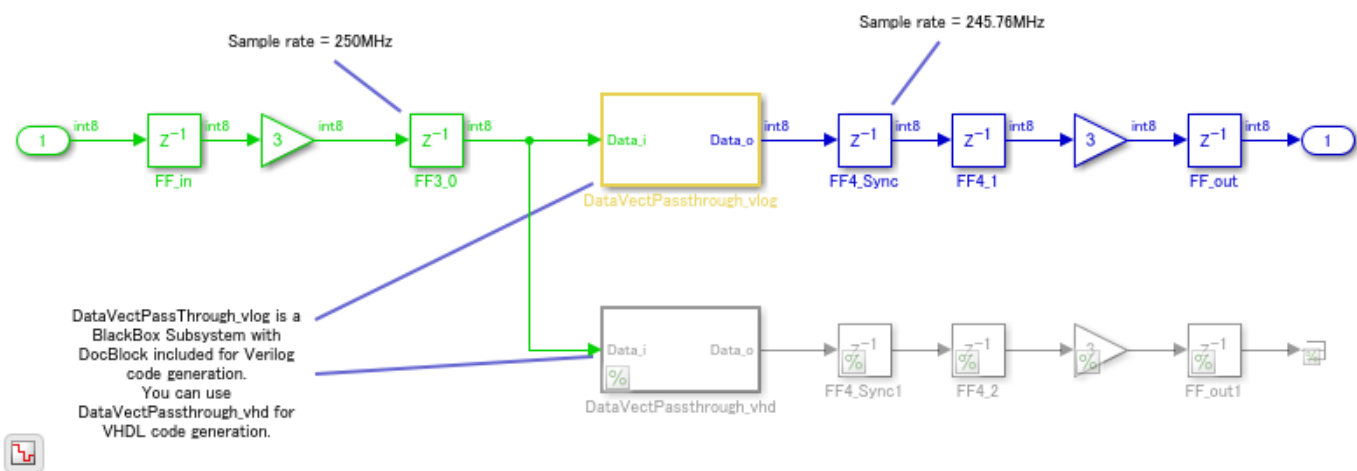 Sample rate = 250MHz
Sample rate = 245.76MHz
1
int8
z⁻¹
FF_in
int8
3
int8
z⁻¹
FF3_0
int8
Data_i
Data_o
DataVectPassthrough_vlog
int8
z⁻¹
FF4_Sync
int8
z⁻¹
FF4_1
int8
3
int8
z⁻¹
FF_out
int8
1
DataVectPassThrough_vlog is a
BlackBox Subsystem with
DocBlock included for Verilog
code generation.
You can use
DataVectPassthrough_vhd for
VHDL code generation.
Data_i
Data_o
%
DataVectPassthrough_vhd
z⁻¹
%
FF4_Sync1
z⁻¹
%
FF4_2
3
%
z⁻¹
%
FF_out1
%